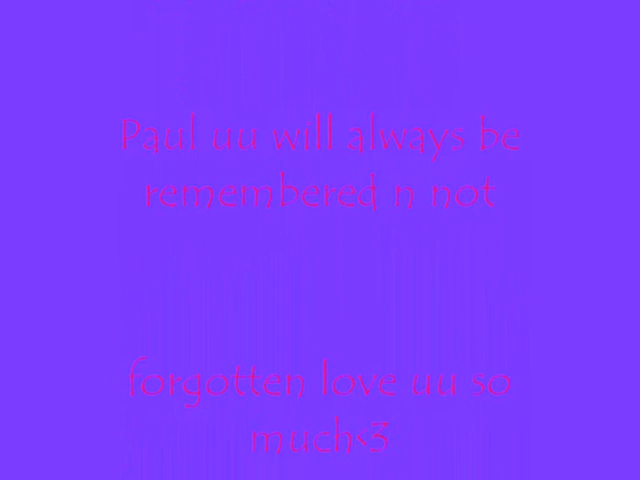 Paul uu will always be
remembered n not
forgotten love uu so
much<3